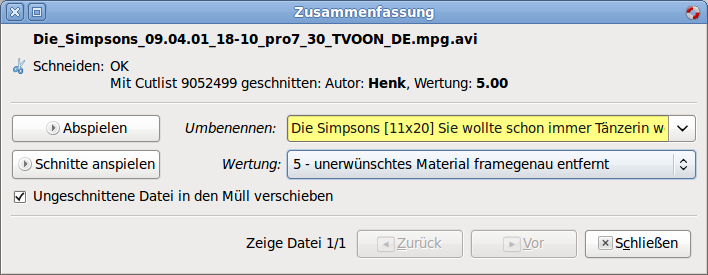 Zusammenfassung
Die_Simpsons_09.04.01_18-10_pro7_30_TVOON_DE.mpg.avi
Schneiden: OK
Mit Cutlist 9052499 geschnitten: Autor: Henk, Wertung: 5.00
Abspielen Umbenennen: Die Simpsons [11x20] Sie wollte schon immer Tänzerin w
Schnitte anspielen Wertung: 5 - unerwünschtes Material framegenau entfernt
Ungeschnittene Datei in den Müll verschieben
Zeige Datei 1/1 Zurück Vor Schließen